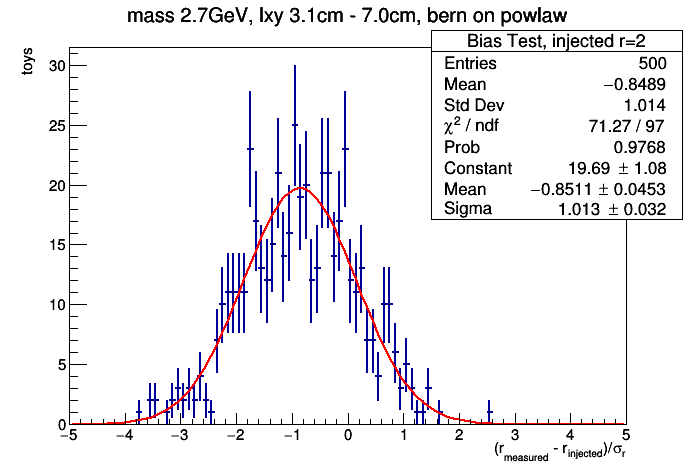 mass 2.7GeV, lxy 3.1cm - 7.0cm, bern on powlaw
Bias Test, injected r=2
Entries 500
Mean −0.8489
Std Dev 1.014
χ² / ndf 71.27 / 97
Prob 0.9768
Constant 19.69 ± 1.08
Mean −0.8511 ± 0.0453
Sigma 1.013 ± 0.032
toys
30
25
20
15
10
5
0
−5 −4 −3 −2 −1 0 1 2 3 4 5
(r_measured - r_injected)/σ_r